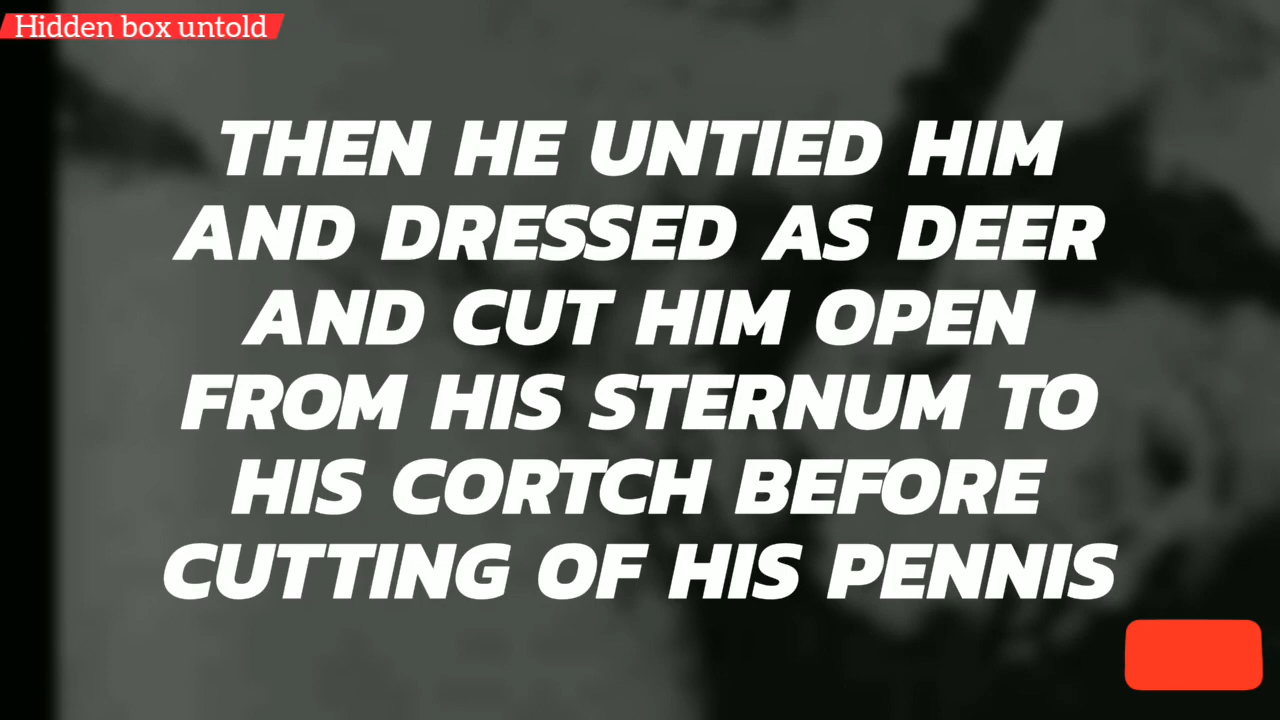 Hidden box untold
THEN HE UNTIED HIM
AND DRESSED AS DEER
AND CUT HIM OPEN
FROM HIS STERNUM TO
HIS CORTCH BEFORE
CUTTING OF HIS PENNIS